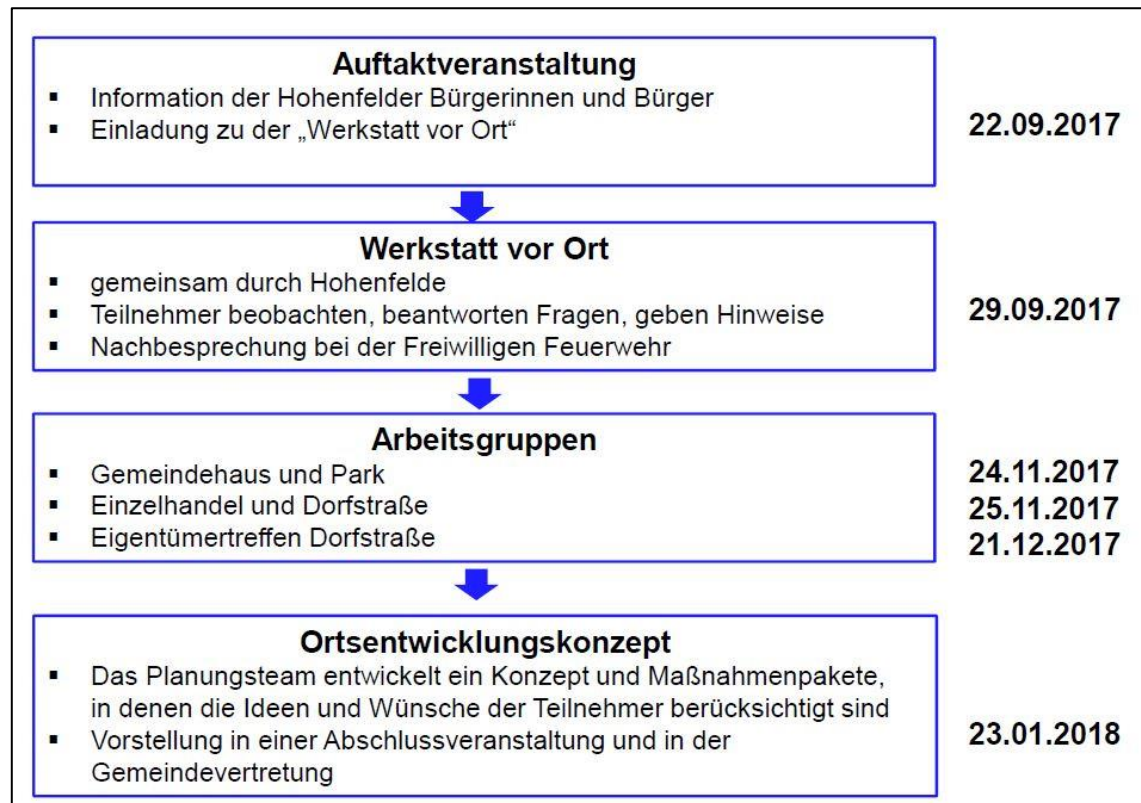 Auftaktveranstaltung
▪ Information der Hohenfelder Bürgerinnen und Bürger
▪ Einladung zu der „Werkstatt vor Ort“
22.09.2017
Werkstatt vor Ort
▪ gemeinsam durch Hohenfelde
▪ Teilnehmer beobachten, beantworten Fragen, geben Hinweise
▪ Nachbesprechung bei der Freiwilligen Feuerwehr
29.09.2017
Arbeitsgruppen
▪ Gemeindehaus und Park
▪ Einzelhandel und Dorfstraße
▪ Eigentümertreffen Dorfstraße
24.11.2017
25.11.2017
21.12.2017
Ortsentwicklungskonzept
▪ Das Planungsteam entwickelt ein Konzept und Maßnahmenpakete,
in denen die Ideen und Wünsche der Teilnehmer berücksichtigt sind
▪ Vorstellung in einer Abschlussveranstaltung und in der
Gemeindevertretung
23.01.2018